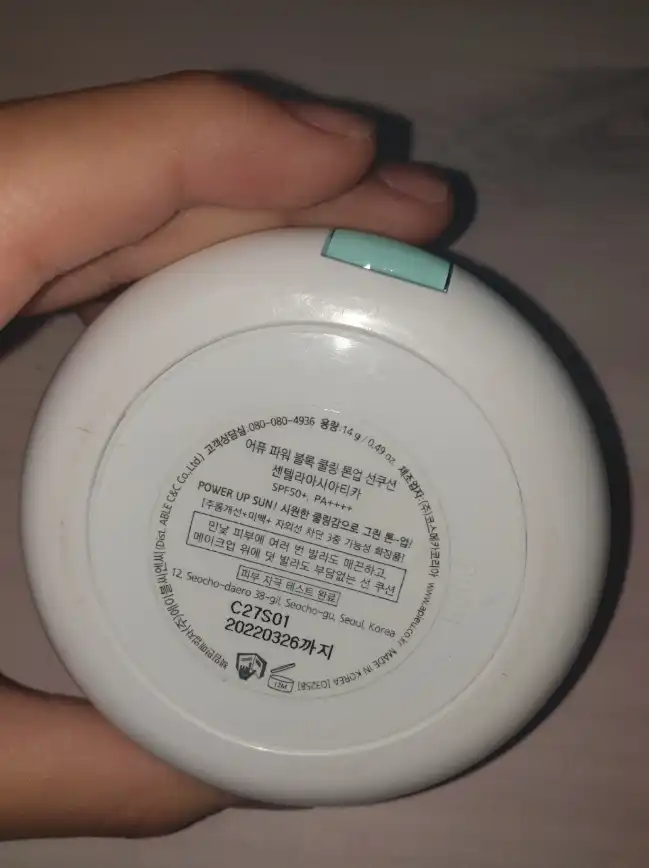 고객상담실:080-080-4936 용량:14g / 0.49 oz. 제조업자:(주)코스메카코리아 www.apieu.co.kr MADE IN KOREA [03258]
책임판매업자:(주)에이블씨엔씨(Dist. ABLE C&C Co.,Ltd.)
어퓨 파워 블록 쿨링 톤업 선쿠션
센텔라아시아티카
SPF50+, PA++++
POWER UP SUN! 시원한 쿨링감으로 그린 톤-업!
[주름개선+미백+ 자외선 차단 3중 기능성 화장품]
민낯 피부에 여러 번 발라도 매끈하고,
메이크업 위에 덧 발라도 부담없는 선 쿠션
피부 자극 테스트 완료
12, Seocho-daero 38-gil, Seocho-gu, Seoul, Korea
C27S01
20220326까지
12M